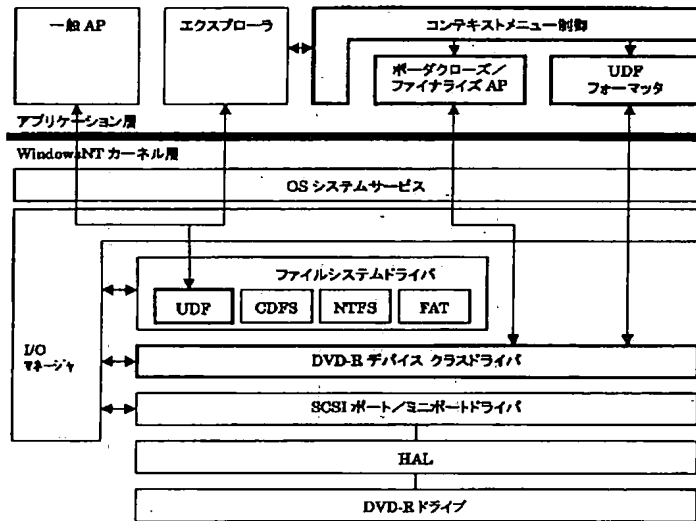 一般 AP
エクスプローラ
コンテキストメニュー制御
ボーダクローズ／
ファイナライズ AP
UDF
フォーマッタ
アプリケーション層
WindowsNT カーネル層
OS システムサービス
ファイルシステムドライバ
UDF
CDFS
NTFS
FAT
I/O
マネージャ
DVD-R デバイス クラスドライバ
SCSI ポート／ミニポートドライバ
HAL
DVD-R ドライブ